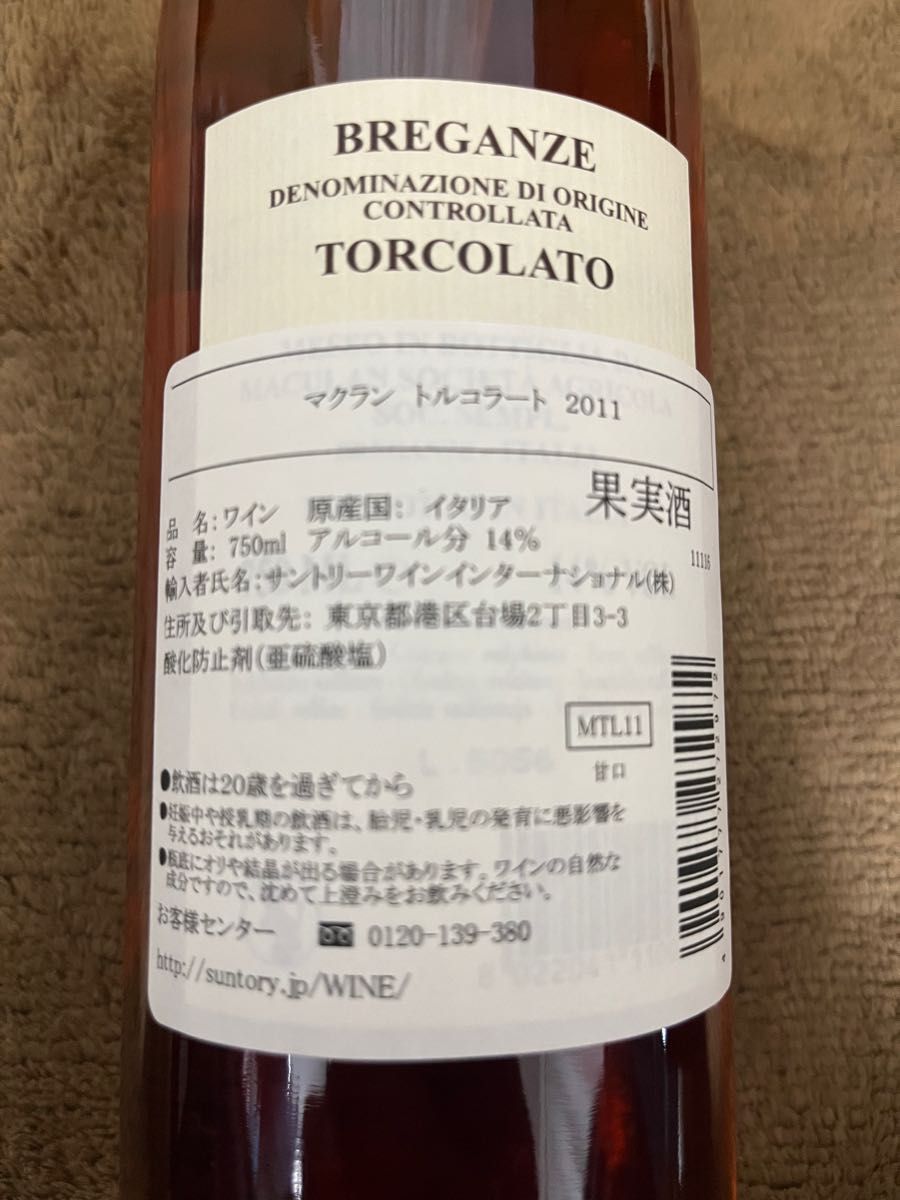 BREGANZE
DENOMINAZIONE DI ORIGINE
CONTROLLATA
TORCOLATO
MACULAN SOCIETÀ AGRICOLA
マクラン トルコラート 2011
果実酒
品 名: ワイン 原産国: イタリア
容 量: 750ml アルコール分 14%
11116
輸入者氏名: サントリーワインインターナショナル(株)
住所及び引取先: 東京都港区台場2丁目3-3
酸化防止剤(亜硫酸塩)
MTL11
甘口
●飲酒は20歳を過ぎてから
●妊娠中や授乳期の飲酒は、胎児・乳児の発育に悪影響を
与えるおそれがあります。
●瓶底にオリや結晶が出る場合があります。ワインの自然な
成分ですので、沈めて上澄みをお飲みください。
お客様センター 0120-139-380
http://suntory.jp/WINE/
4 901777 272972